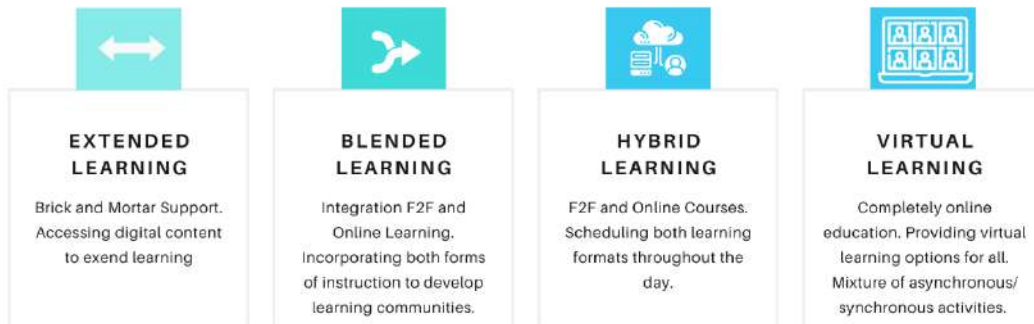 EXTENDED
LEARNING
Brick and Mortar Support.
Accessing digital content
to exend learning
BLENDED
LEARNING
Integration F2F and
Online Learning.
Incorporating both forms
of instruction to develop
learning communities.
HYBRID
LEARNING
F2F and Online Courses.
Scheduling both learning
formats throughout the
day.
VIRTUAL
LEARNING
Completely online
education. Providing virtual
learning options for all.
Mixture of asynchronous/
synchronous activities.